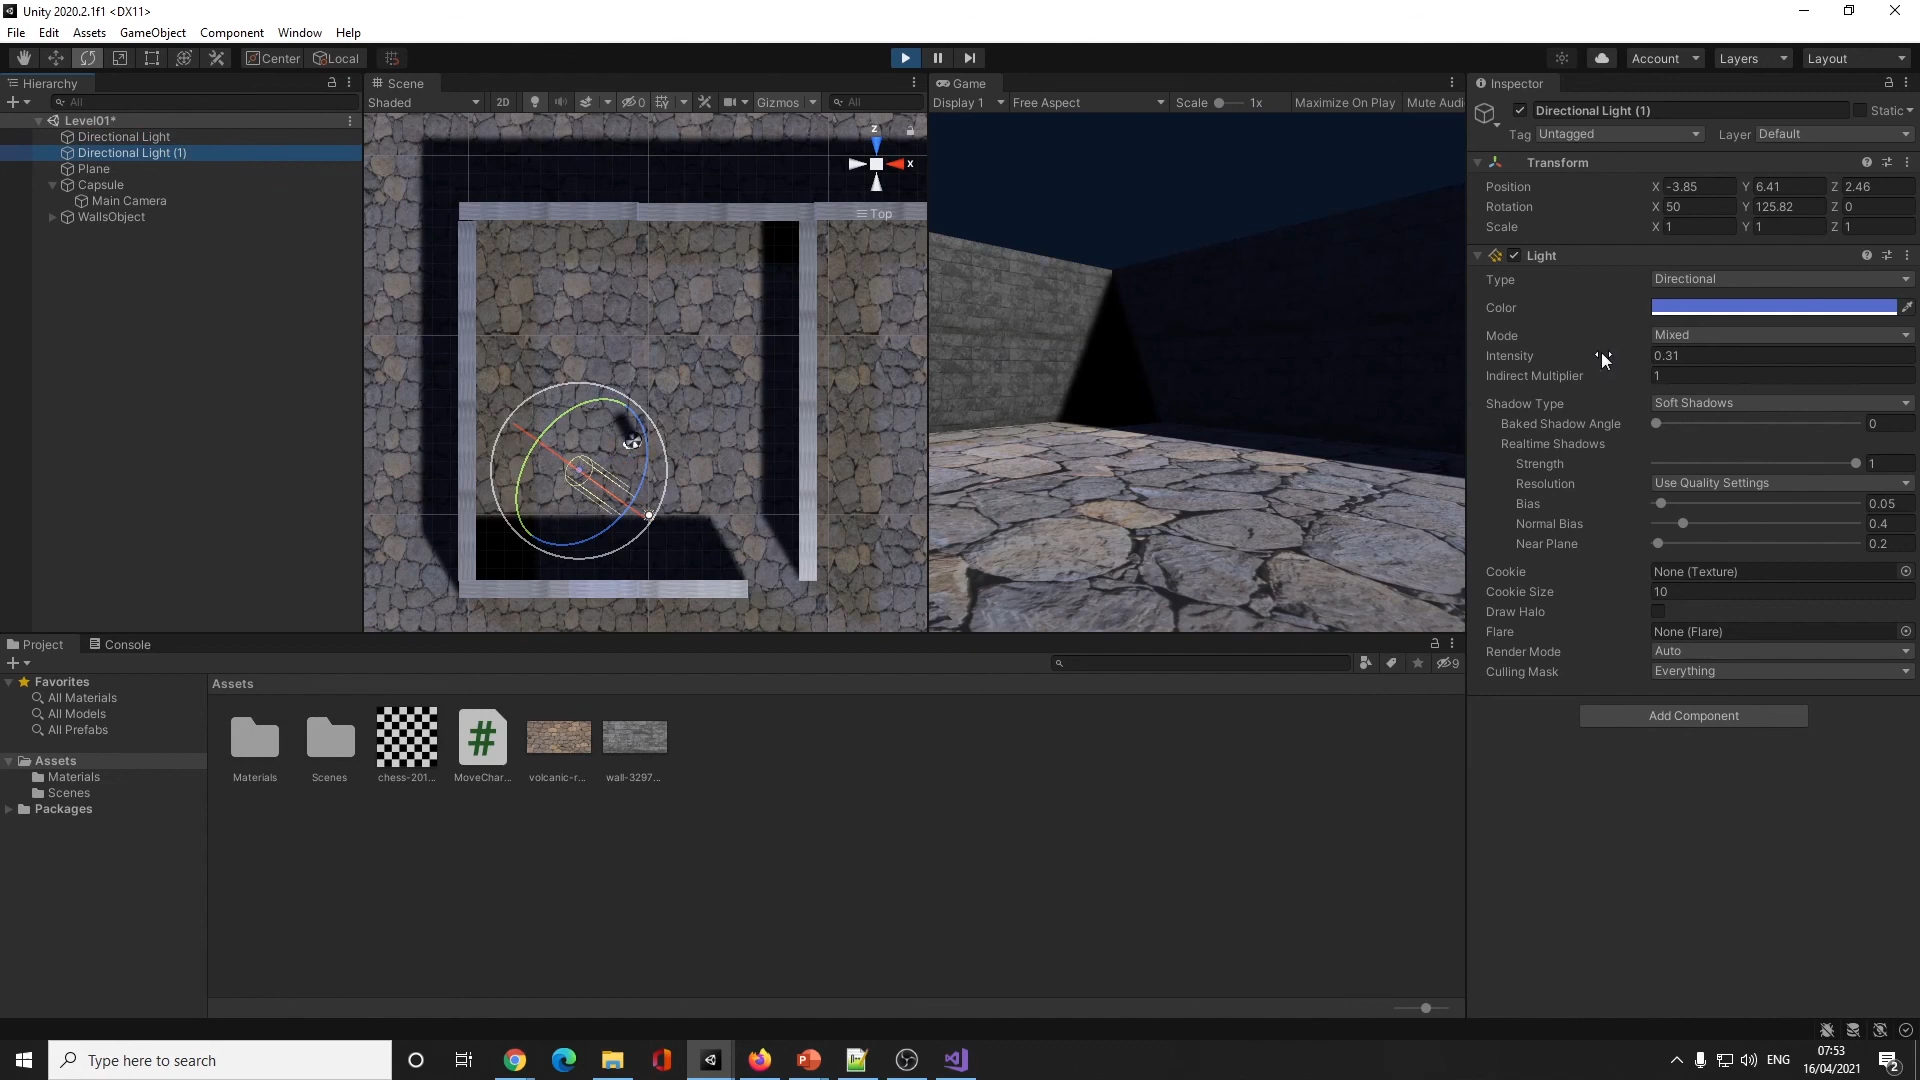 Unity 2020.2.1f1 <DX11>
File Edit Assets GameObject Component Window Help
Center Local
Account Layers Layout
Hierarchy
All
Level01*
Directional Light
Directional Light (1)
Plane
Capsule
Main Camera
WallsObject
Scene
Shaded 2D 0 Gizmos All
z
x
Top
Game
Display 1 Free Aspect Scale 1x Maximize On Play Mute Audi
Inspector
Directional Light (1) Static
Tag Untagged Layer Default
Transform
Position X -3.85 Y 6.41 Z 2.46
Rotation X 50 Y 125.82 Z 0
Scale X 1 Y 1 Z 1
Light
Type Directional
Color
Mode Mixed
Intensity 0.31
Indirect Multiplier 1
Shadow Type Soft Shadows
Baked Shadow Angle 0
Realtime Shadows
Strength 1
Resolution Use Quality Settings
Bias 0.05
Normal Bias 0.4
Near Plane 0.2
Cookie None (Texture)
Cookie Size 10
Draw Halo
Flare None (Flare)
Render Mode Auto
Culling Mask Everything
Add Component
Project Console
9
Favorites
All Materials
All Models
All Prefabs
Assets
Materials
Scenes
Packages
Assets
Materials Scenes chess-201... MoveChar... volcanic-r... wall-3297...
Type here to search
ENG
07:53
16/04/2021
2